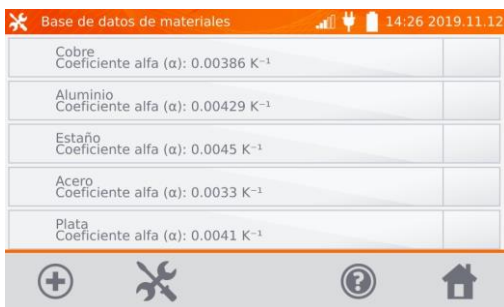 Base de datos de materiales 14:26 2019.11.12
Cobre
Coeficiente alfa (α): 0.00386 K⁻¹
Aluminio
Coeficiente alfa (α): 0.00429 K⁻¹
Estaño
Coeficiente alfa (α): 0.0045 K⁻¹
Acero
Coeficiente alfa (α): 0.0033 K⁻¹
Plata
Coeficiente alfa (α): 0.0041 K⁻¹